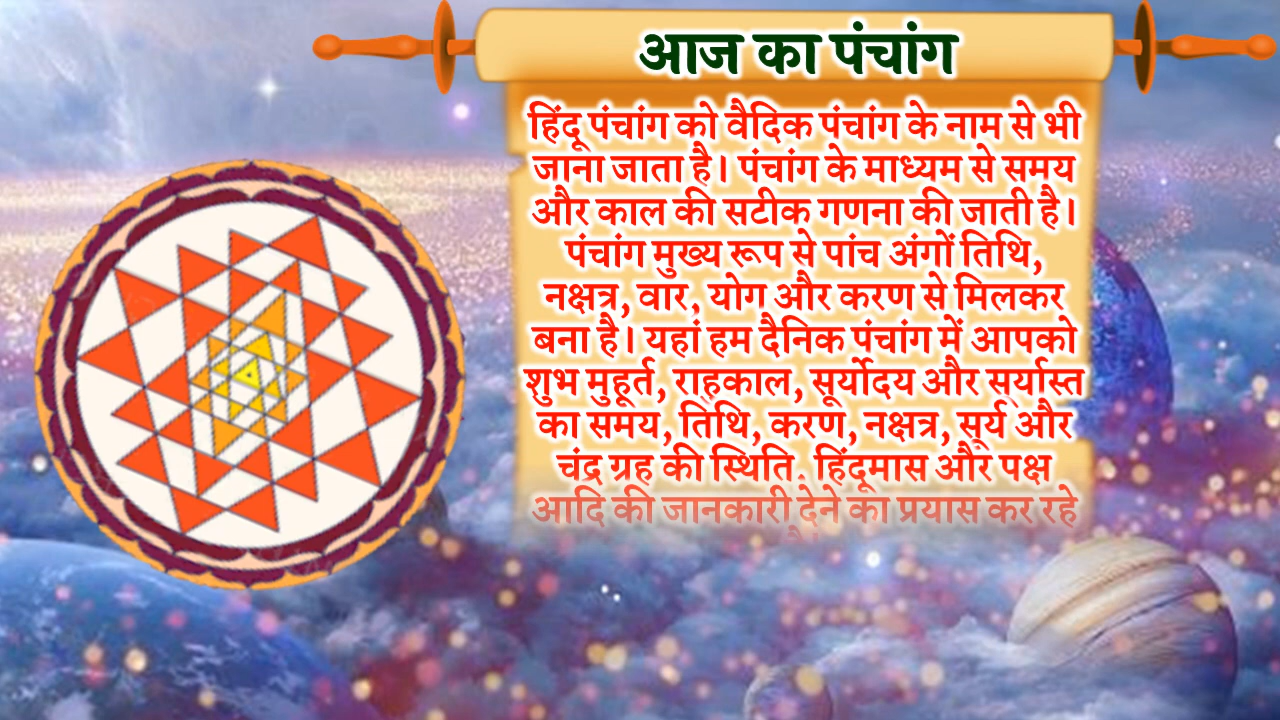 आज का पंचांग
हिंदू पंचांग को वैदिक पंचांग के नाम से भी
जाना जाता है। पंचांग के माध्यम से समय
और काल की सटीक गणना की जाती है।
पंचांग मुख्य रूप से पांच अंगों तिथि,
नक्षत्र, वार, योग और करण से मिलकर
बना है। यहां हम दैनिक पंचांग में आपको
शुभ मुहूर्त, राहुकाल, सूर्योदय और सूर्यास्त
का समय, तिथि, करण, नक्षत्र, सूर्य और
चंद्र ग्रह की स्थिति, हिंदूमास और पक्ष
आदि की जानकारी देने का प्रयास कर रहे